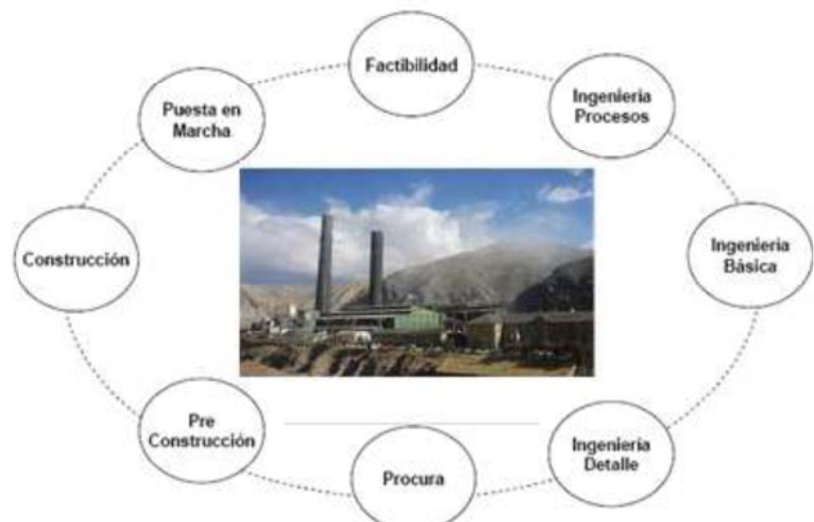 Factibilidad
Ingenieria
Procesos
Ingenieria
Básica
Ingenieria
Detalle
Procura
Pre
Construcción
Construcción
Puesta en
Marcha